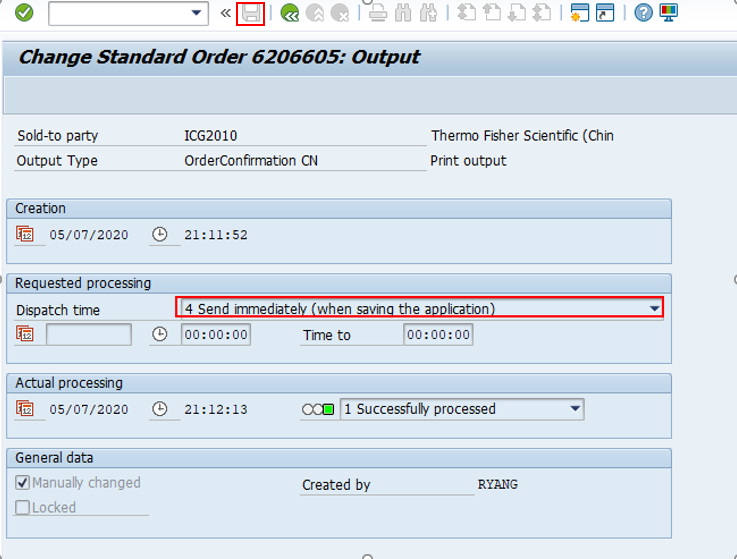 «
Change Standard Order 6206605: Output
Sold-to party ICG2010 Thermo Fisher Scientific (Chin
Output Type OrderConfirmation CN Print output
Creation
05/07/2020 21:11:52
Requested processing
Dispatch time 4 Send immediately (when saving the application)
00:00:00 Time to 00:00:00
Actual processing
05/07/2020 21:12:13 1 Successfully processed
General data
Manually changed Created by RYANG
Locked